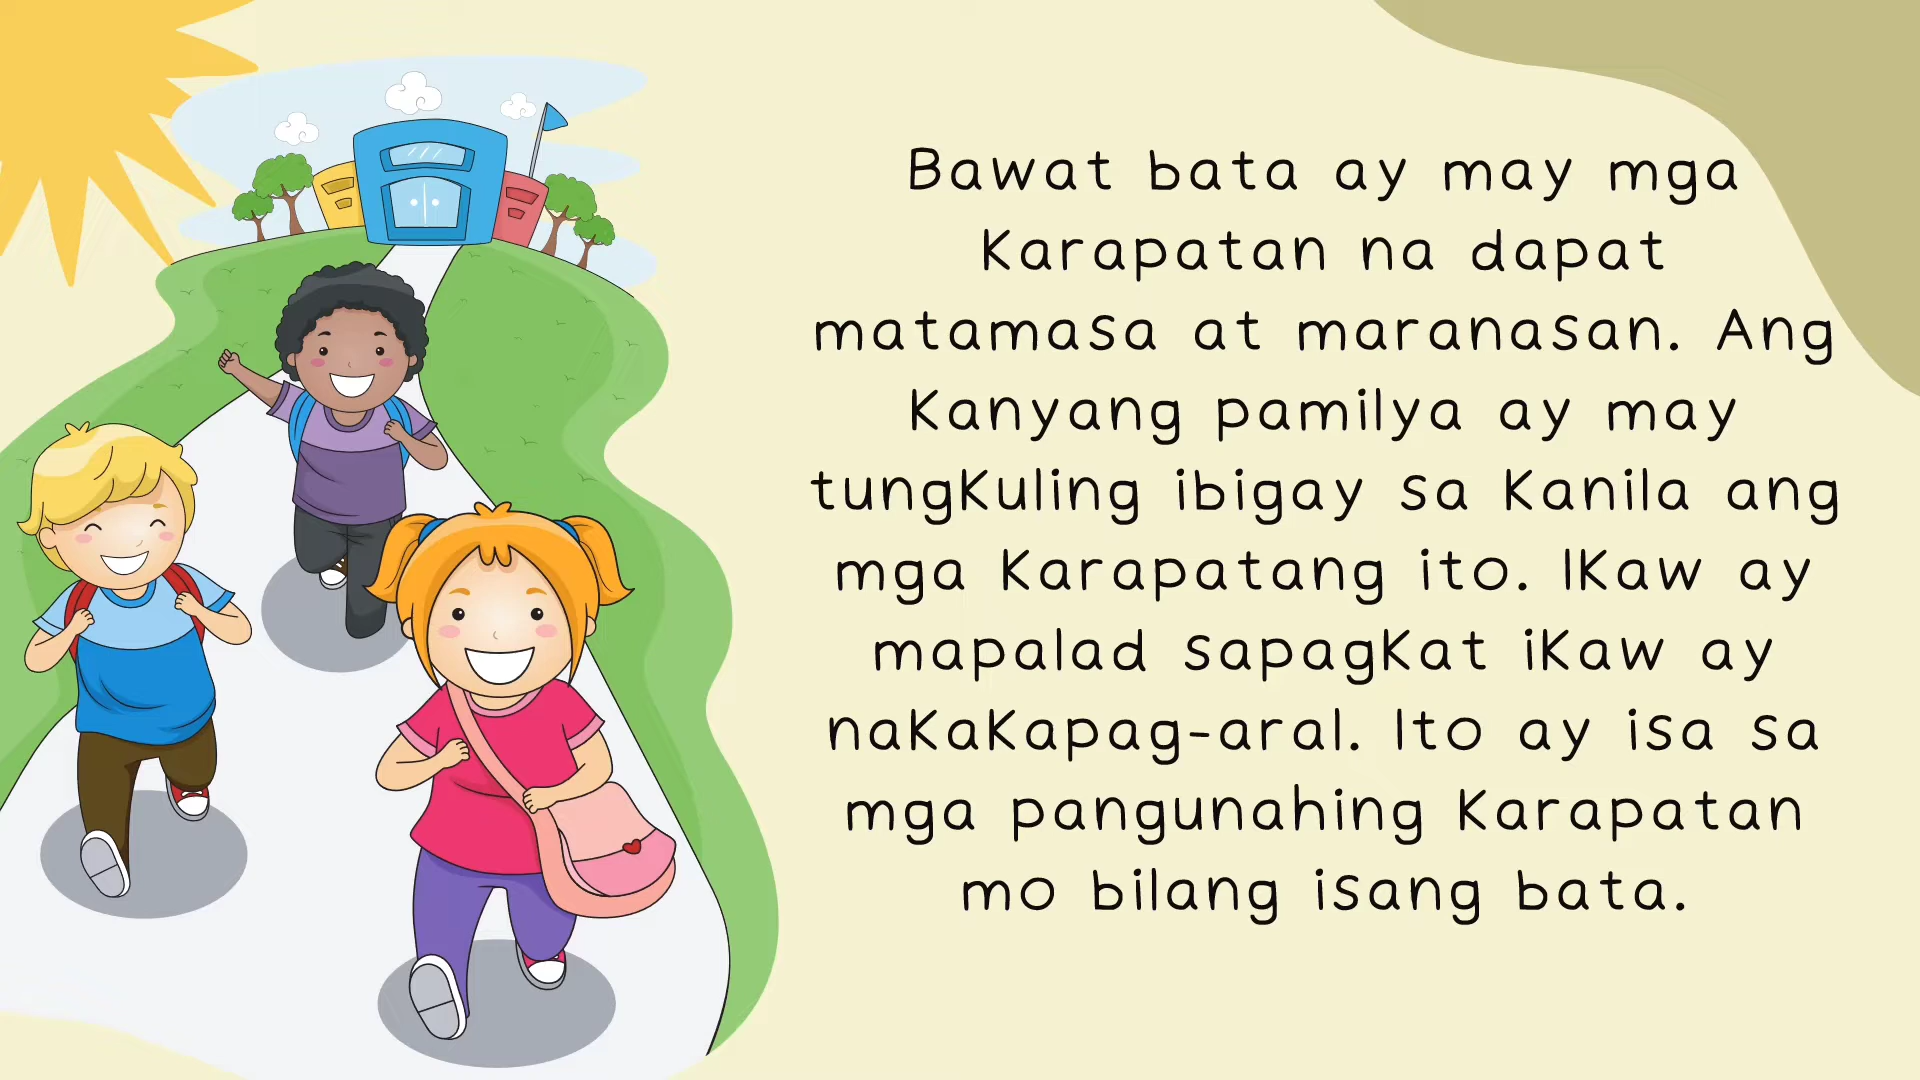 Bawat bata ay may mga
karapatan na dapat
matamasa at maranasan. Ang
kanyang pamilya ay may
tungkuling ibigay sa kanila ang
mga karapatang ito. Ikaw ay
mapalad sapagkat ikaw ay
nakakapag-aral. Ito ay isa sa
mga pangunahing karapatan
mo bilang isang bata.